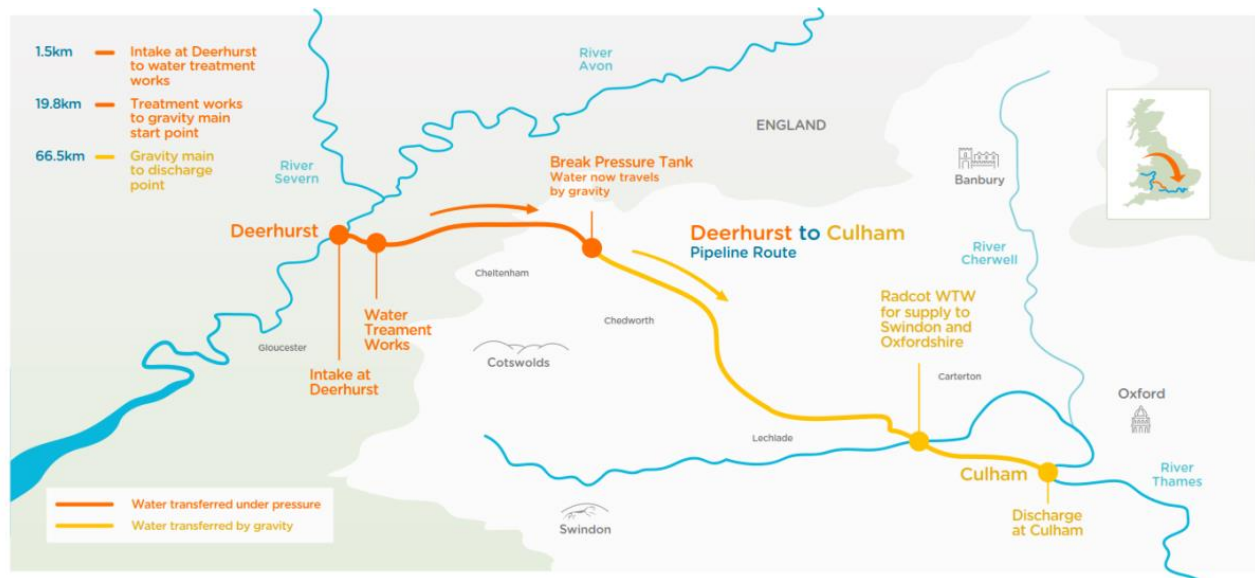 1.5km
Intake at Deerhurst
to water treatment
works
19.8km
Treatment works
to gravity main
start point
66.5km
Gravity main
to discharge
point
River
Avon
ENGLAND
River
Severn
Break Pressure Tank
Water now travels
by gravity
Banbury
Deerhurst
Deerhurst to Culham
Pipeline Route
River
Cherwell
Cheltenham
Water
Treament
Works
Chedworth
Radcot WTW
for supply to
Swindon and
Oxfordshire
Gloucester
Cotswolds
Intake at
Deerhurst
Carterton
Oxford
Lechlade
Culham
River
Thames
Water transferred under pressure
Water transferred by gravity
Swindon
Discharge
at Culham